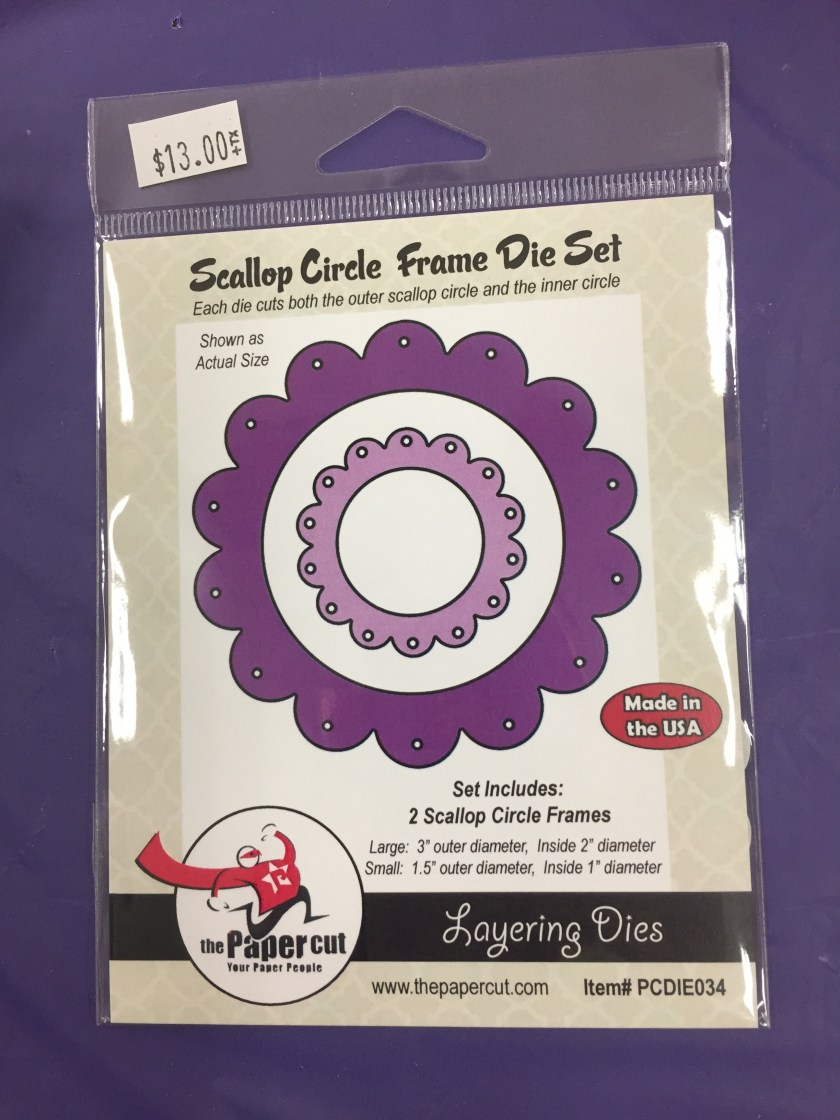 $13.00 +TX
Scallop Circle Frame Die Set
Each die cuts both the outer scallop circle and the inner circle
Shown as
Actual Size
Made in
the USA
Set Includes:
2 Scallop Circle Frames
Large: 3" outer diameter, Inside 2" diameter
Small: 1.5" outer diameter, Inside 1" diameter
the Papercut
Your Paper People
Layering Dies
www.thepapercut.com Item# PCDIE034